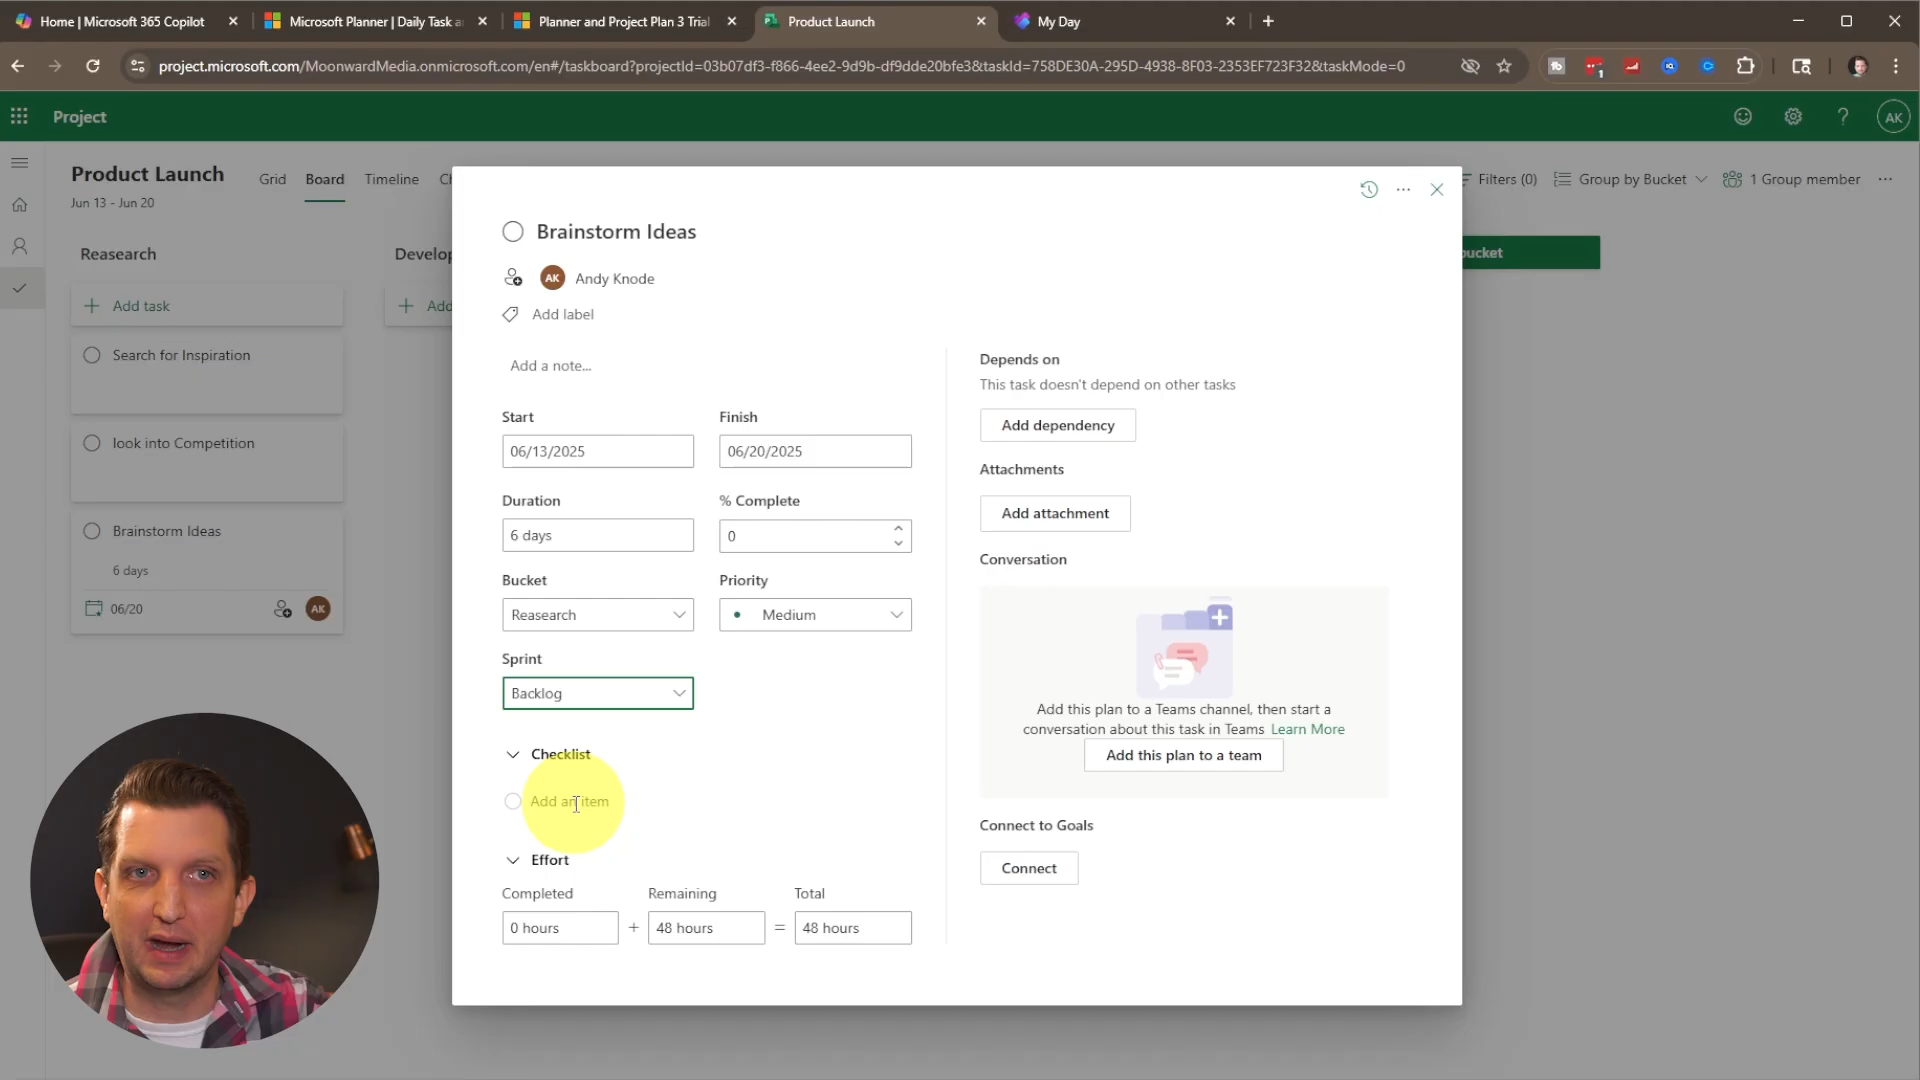 Home | Microsoft 365 Copilot
Microsoft Planner | Daily Task a
Planner and Project Plan 3 Trial
Product Launch
My Day
project.microsoft.com/MoonwardMedia.onmicrosoft.com/en#/taskboard?projectId=03b07df3-f866-4ee2-9d9b-df9dde20bfe3&taskId=758DE30A-295D-4938-8F03-2353EF723F32&taskMode=0
1
Project
?
AK
Product Launch
Grid
Board
Timeline
Ch
Filters (0)
Group by Bucket
1 Group member
Jun 13 - Jun 20
Reasearch
Develop
bucket
Add task
Add
Search for Inspiration
look into Competition
Brainstorm Ideas
6 days
06/20
AK
Brainstorm Ideas
AK
Andy Knode
Add label
Add a note...
Start
Finish
06/13/2025
06/20/2025
Duration
% Complete
6 days
0
Bucket
Priority
Reasearch
Medium
Sprint
Backlog
Checklist
Add an item
Effort
Completed
Remaining
Total
0 hours
+
48 hours
=
48 hours
Depends on
This task doesn't depend on other tasks
Add dependency
Attachments
Add attachment
Conversation
Add this plan to a Teams channel, then start a
conversation about this task in Teams Learn More
Add this plan to a team
Connect to Goals
Connect